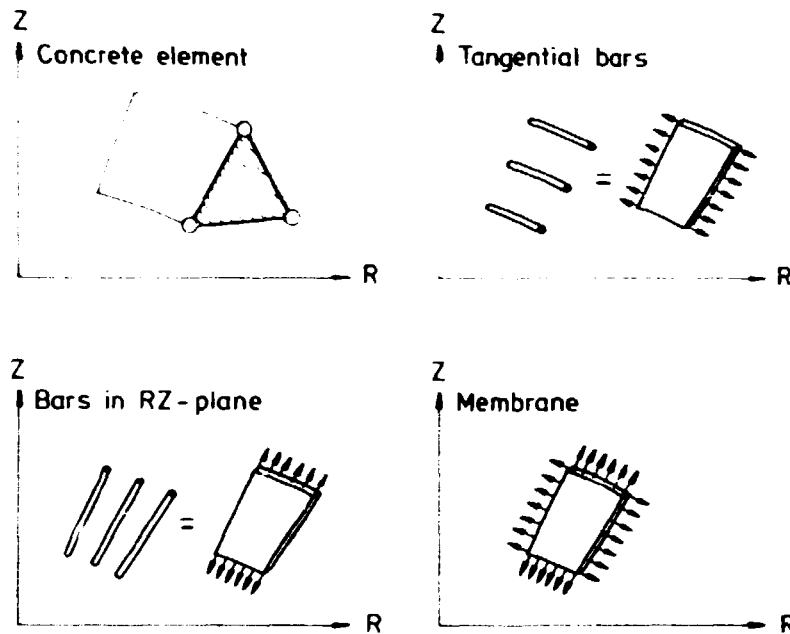 Z
Concrete element
R
Z
Tangential bars
=
R
Z
Bars in RZ-plane
=
R
Z
Membrane
R